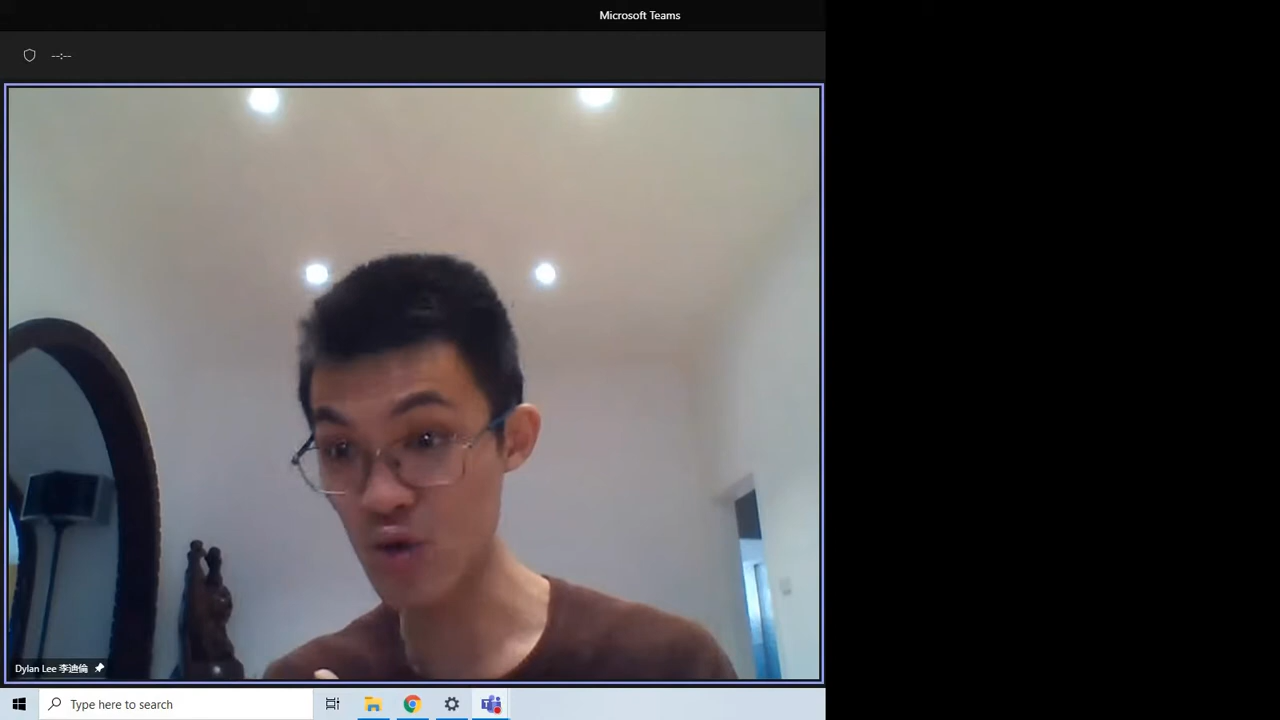 Microsoft Teams
--:--
Dylan Lee 李迪倫
Type here to search